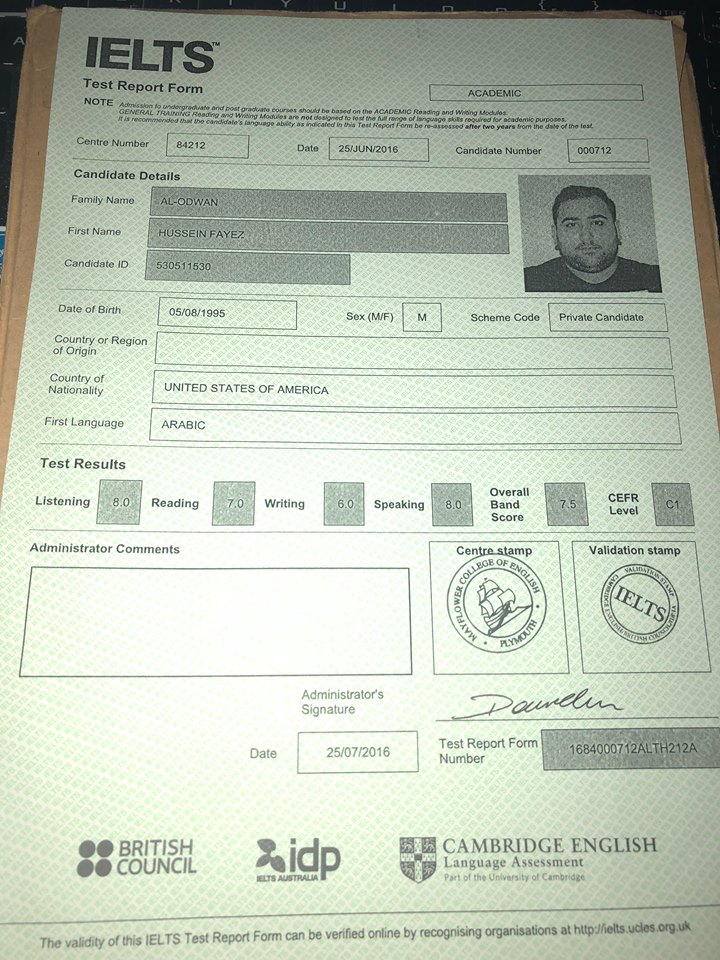 IELTS™
Test Report Form
ACADEMIC
NOTE Admission to undergraduate and post graduate courses should be based on the ACADEMIC Reading and Writing Modules.
GENERAL TRAINING Reading and Writing Modules are not designed to test the full range of language skills required for academic purposes.
It is recommended that the candidate's language ability as indicated in this Test Report Form be re-assessed after two years from the date of the test.
Centre Number 84212 Date 25/JUN/2016 Candidate Number 000712
Candidate Details
Family Name AL-ODWAN
First Name HUSSEIN FAYEZ
Candidate ID 530511530
Date of Birth 05/08/1995 Sex (M/F) M Scheme Code Private Candidate
Country or Region
of Origin
Country of
Nationality UNITED STATES OF AMERICA
First Language ARABIC
Test Results
Listening 8.0 Reading 7.0 Writing 6.0 Speaking 8.0 Overall Band Score 7.5 CEFR Level C1
Administrator Comments
Centre stamp
MAYFLOWER COLLEGE OF ENGLISH
PLYMOUTH
Validation stamp
VALIDATION STAMP
IELTS
Administrator's
Signature
Date 25/07/2016
Test Report Form
Number 1684000712ALTH212A
BRITISH
COUNCIL
idp
IELTS AUSTRALIA
CAMBRIDGE ENGLISH
Language Assessment
Part of the University of Cambridge
The validity of this IELTS Test Report Form can be verified online by recognising organisations at http://ielts.ucles.org.uk